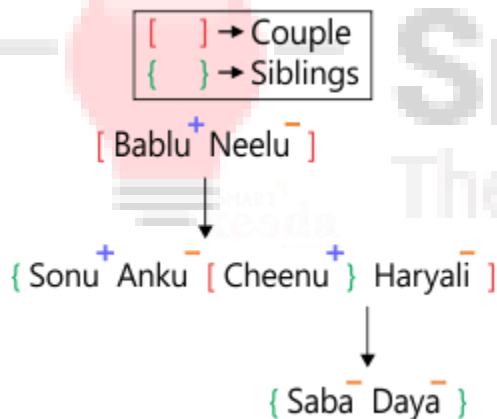 [ ] → Couple
{ } → Siblings
[ Bablu⁺ Neelu⁻ ]
{ Sonu⁺ Anku⁻ [ Cheenu⁺ } Haryali⁻ ]
{ Saba⁻ Daya⁻ }